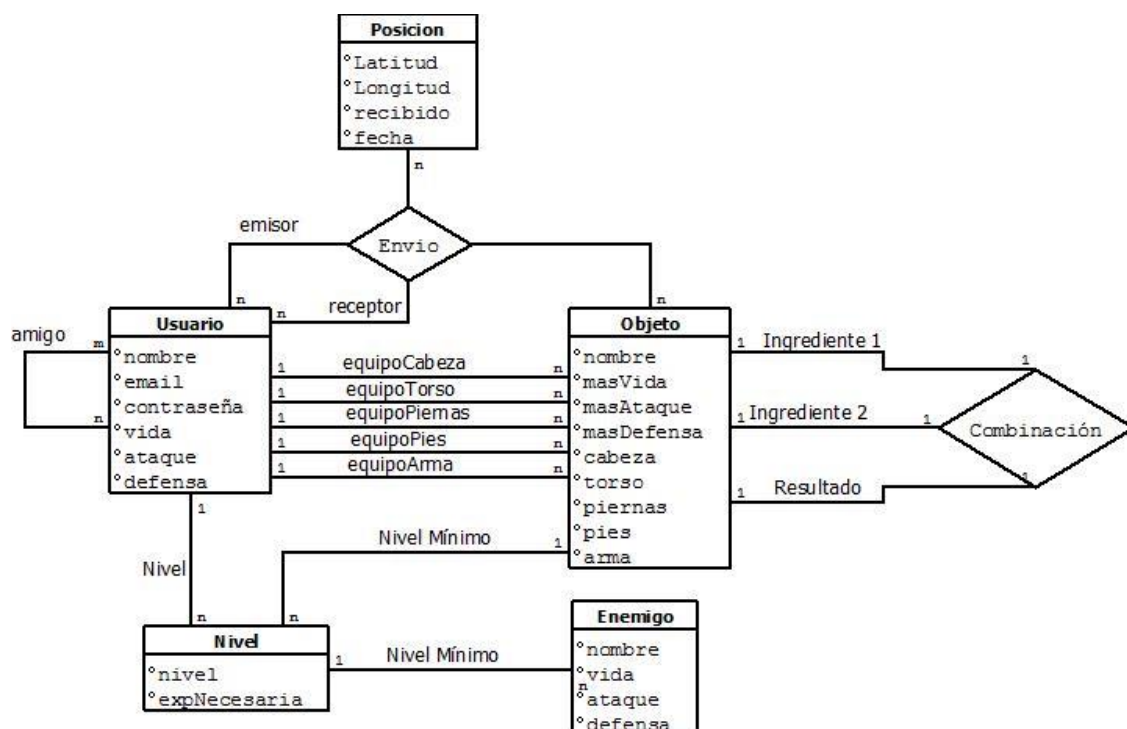 Posicion
Latitud
Longitud
recibido
fecha
n
emisor
Envio
receptor
n
n
n
Usuario
nombre
email
contraseña
vida
ataque
defensa
amigo
m
n
1 equipoCabeza n
1 equipoTorso n
1 equipoPiernas n
1 equipoPies n
1 equipoArma n
Objeto
nombre
masVida
masAtaque
masDefensa
cabeza
torso
piernas
pies
arma
1 Ingrediente 1 1
1 Ingrediente 2 1
1 Resultado 1
Combinación
1
Nivel
n
Nivel Mínimo 1
n
Nivel
nivel
expNecesaria
1 Nivel Mínimo n
Enemigo
nombre
vida
ataque
defensa